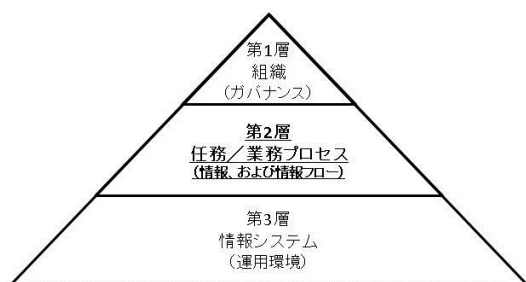 第1層
組織
(ガバナンス)
第2層
任務／業務プロセス
(情報、および情報フロー)
第3層
情報システム
(運用環境)